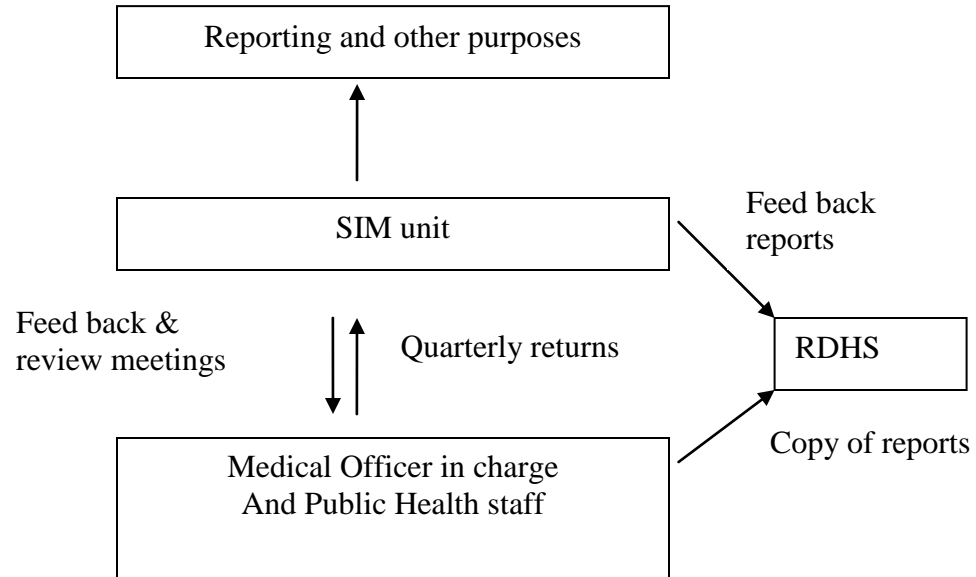 Reporting and other purposes
SIM unit
Feed back
reports
Feed back &
review meetings
Quarterly returns
RDHS
Copy of reports
Medical Officer in charge
And Public Health staff